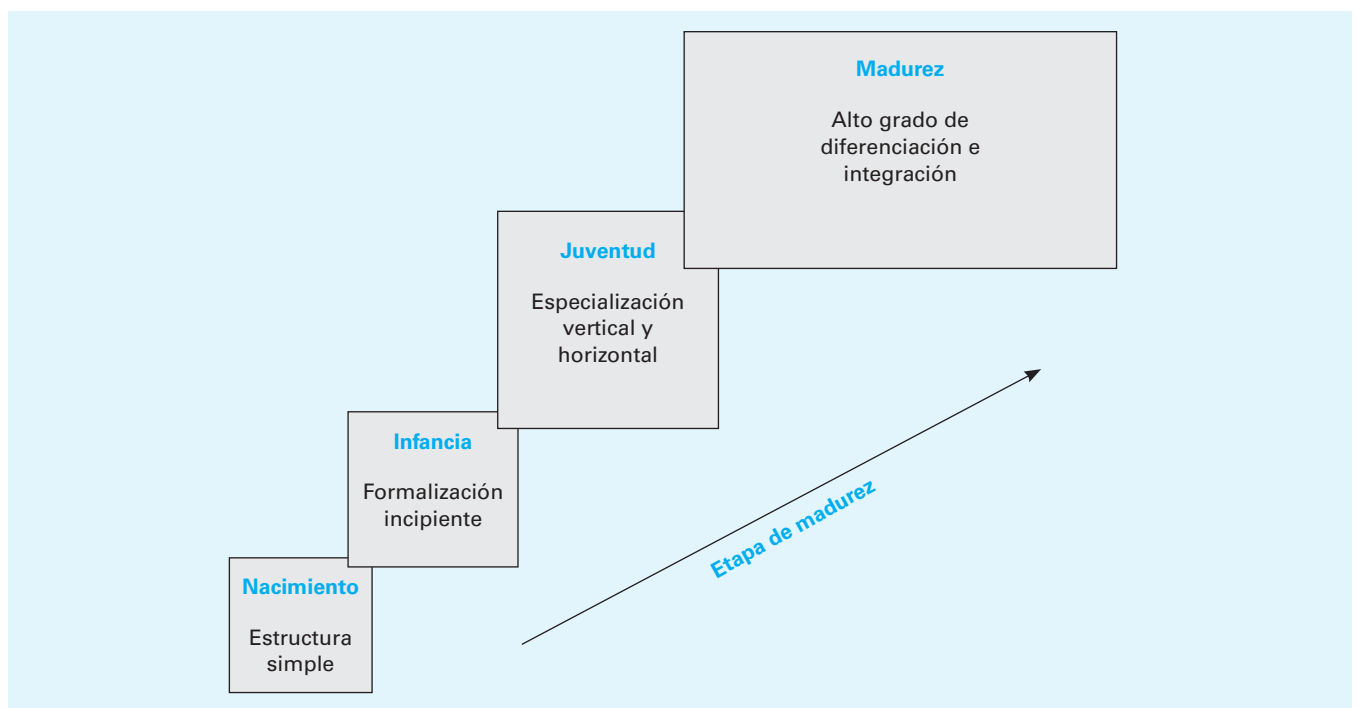 Madurez
Alto grado de
diferenciación e
integración
Juventud
Especialización
vertical y
horizontal
Infancia
Formalización
incipiente
Etapa de madurez
Nacimiento
Estructura
simple